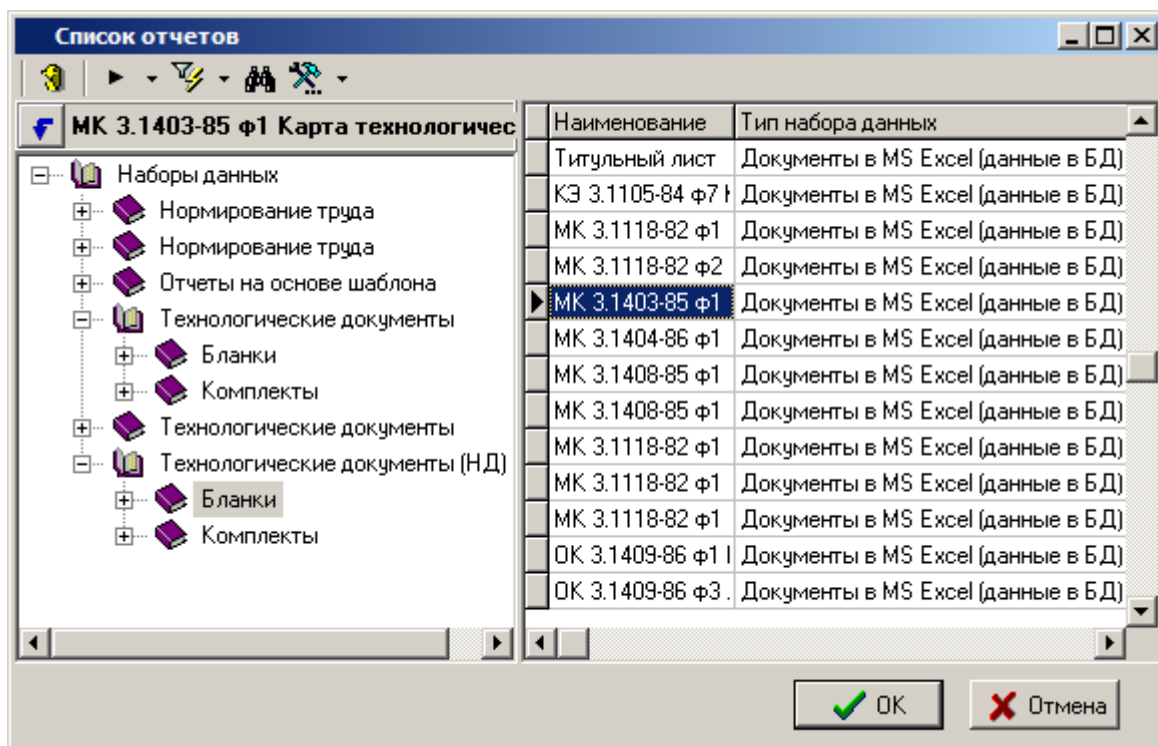 Список отчетов
МК 3.1403-85 ф1 Карта технологичес
Наборы данных
Нормирование труда
Нормирование труда
Отчеты на основе шаблона
Технологические документы
Бланки
Комплекты
Технологические документы
Технологические документы (НД)
Бланки
Комплекты
Наименование Тип набора данных
Титульный лист Документы в MS Excel (данные в БД)
КЭ 3.1105-84 ф7 Документы в MS Excel (данные в БД)
МК 3.1118-82 ф1 Документы в MS Excel (данные в БД)
МК 3.1118-82 ф2 Документы в MS Excel (данные в БД)
МК 3.1403-85 ф1 Документы в MS Excel (данные в БД)
МК 3.1404-86 ф1 Документы в MS Excel (данные в БД)
МК 3.1408-85 ф1 Документы в MS Excel (данные в БД)
МК 3.1408-85 ф1 Документы в MS Excel (данные в БД)
МК 3.1118-82 ф1 Документы в MS Excel (данные в БД)
МК 3.1118-82 ф1 Документы в MS Excel (данные в БД)
МК 3.1118-82 ф1 Документы в MS Excel (данные в БД)
ОК 3.1409-86 ф1 Документы в MS Excel (данные в БД)
ОК 3.1409-86 ф3 Документы в MS Excel (данные в БД)
OK Отмена